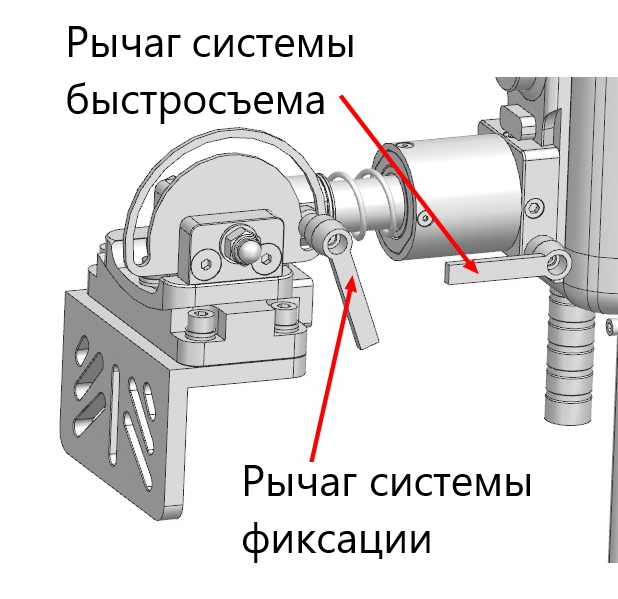 Рычаг системы
быстросъема
Рычаг системы
фиксации